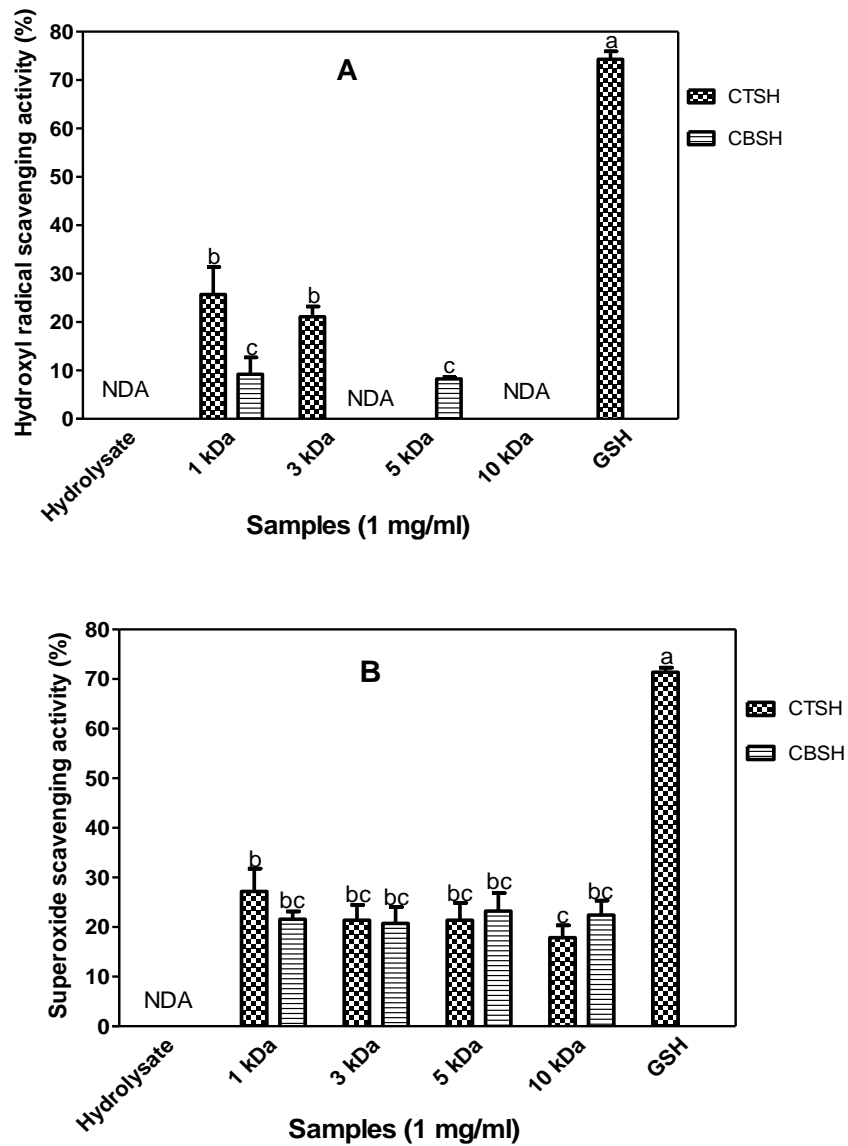 Hydroxyl radical scavenging activity (%)
80
70
60
50
40
30
20
10
0
A
NDA
b
c
b
NDA
c
NDA
a
Hydrolysate
1 kDa
3 kDa
5 kDa
10 kDa
GSH
Samples (1 mg/ml)
CTSH
CBSH
Superoxide scavenging activity (%)
80
70
60
50
40
30
20
10
0
B
NDA
b
bc
bc
bc
bc
bc
c
bc
a
Hydrolysate
1 kDa
3 kDa
5 kDa
10 kDa
GSH
Samples (1 mg/ml)
CTSH
CBSH